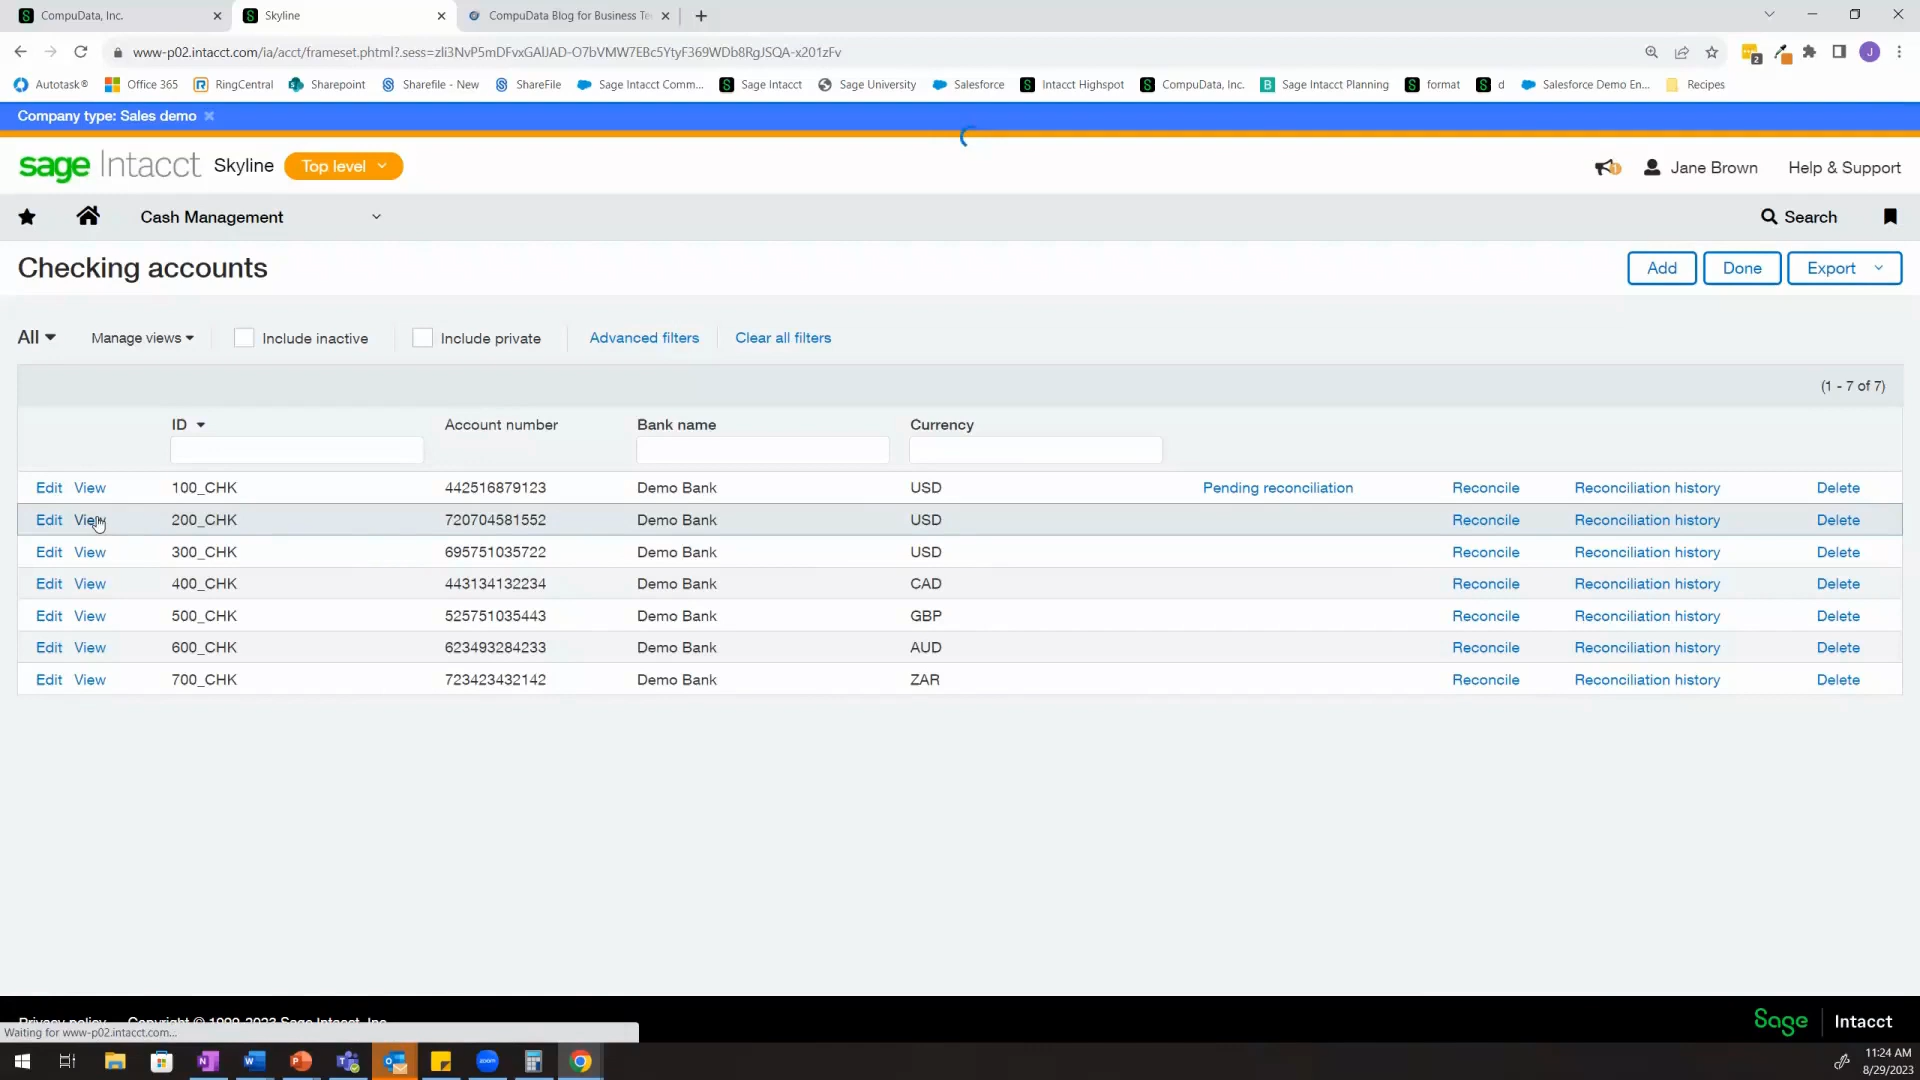 CompuData, Inc.
Skyline
CompuData Blog for Business Te
www-p02.intacct.com/ia/acct/frameset.phtml?.sess=zIi3NvP5mDFvxGAlJAD-O7bVMW7EBc5YtyF369WDb8RgJSQA-x201zFv
2
J
Autotask®
Office 365
RingCentral
Sharepoint
Sharefile - New
ShareFile
Sage Intacct Comm...
Sage Intacct
Sage University
Salesforce
Intacct Highspot
CompuData, Inc.
Sage Intacct Planning
format
d
Salesforce Demo En...
Recipes
Company type: Sales demo
sage Intacct Skyline Top level
1
Jane Brown
Help & Support
Cash Management
Search
Checking accounts
Add
Done
Export
All
Manage views
Include inactive
Include private
Advanced filters
Clear all filters
(1 - 7 of 7)
ID Account number Bank name Currency
Edit View 100_CHK 442516879123 Demo Bank USD Pending reconciliation Reconcile Reconciliation history Delete
Edit View 200_CHK 720704581552 Demo Bank USD Reconcile Reconciliation history Delete
Edit View 300_CHK 695751035722 Demo Bank USD Reconcile Reconciliation history Delete
Edit View 400_CHK 443134132234 Demo Bank CAD Reconcile Reconciliation history Delete
Edit View 500_CHK 525751035443 Demo Bank GBP Reconcile Reconciliation history Delete
Edit View 600_CHK 623493284233 Demo Bank AUD Reconcile Reconciliation history Delete
Edit View 700_CHK 723423432142 Demo Bank ZAR Reconcile Reconciliation history Delete
Privacy policy Copyright © 1999-2023 Sage Intacct, Inc.
Waiting for www-p02.intacct.com...
Sage Intacct
11:24 AM
8/29/2023